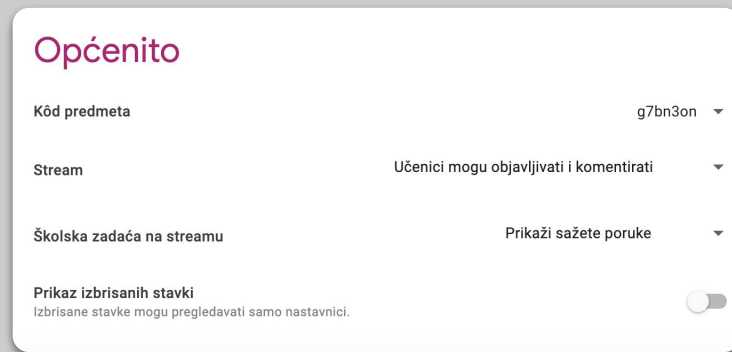 Općenito
Kôd predmeta g7bn3on
Stream Učenici mogu objavljivati i komentirati
Školska zadaća na streamu Prikaži sažete poruke
Prikaz izbrisanih stavki
Izbrisane stavke mogu pregledavati samo nastavnici.